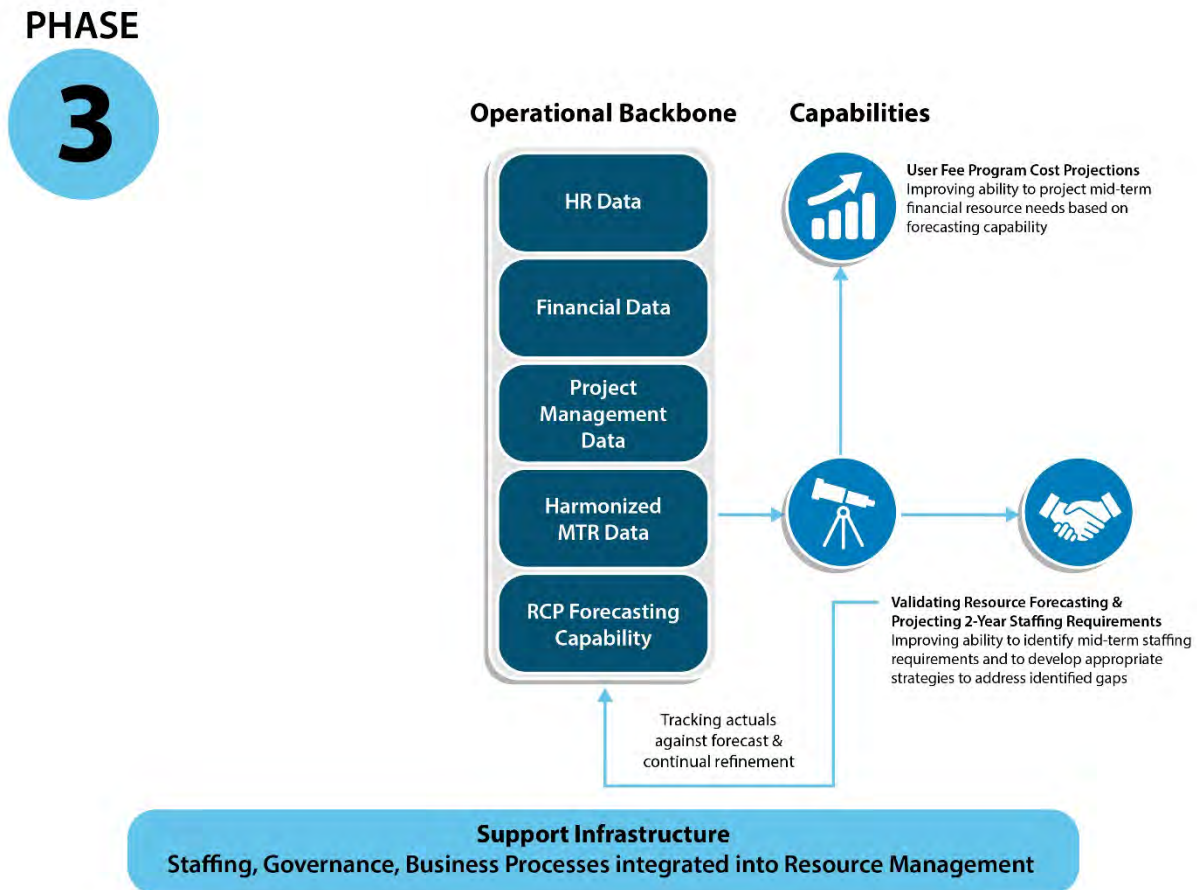 PHASE
3
Operational Backbone
Capabilities
HR Data
Financial Data
Project
Management
Data
Harmonized
MTR Data
RCP Forecasting
Capability
User Fee Program Cost Projections
Improving ability to project mid-term
financial resource needs based on
forecasting capability
Validating Resource Forecasting &
Projecting 2-Year Staffing Requirements
Improving ability to identify mid-term staffing
requirements and to develop appropriate
strategies to address identified gaps
Tracking actuals
against forecast &
continual refinement
Support Infrastructure
Staffing, Governance, Business Processes integrated into Resource Management